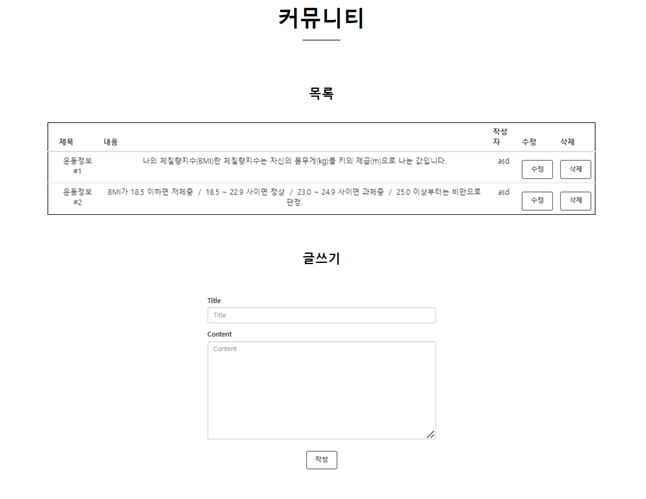 커뮤니티
목록
제목 내용 작성자 수정 삭제
운동정보 #1 나의 체질량지수(BMI)란 체질량지수는 자신의 몸무게(kg)를 키의 제곱(m)으로 나눈 값입니다. asd 수정 삭제
운동정보 #2 BMI가 18.5 이하면 저체중 / 18.5 ~ 22.9 사이면 정상 / 23.0 ~ 24.9 사이면 과체중 / 25.0 이상부터는 비만으로 판정. asd 수정 삭제
글쓰기
Title
Title
Content
Content
작성